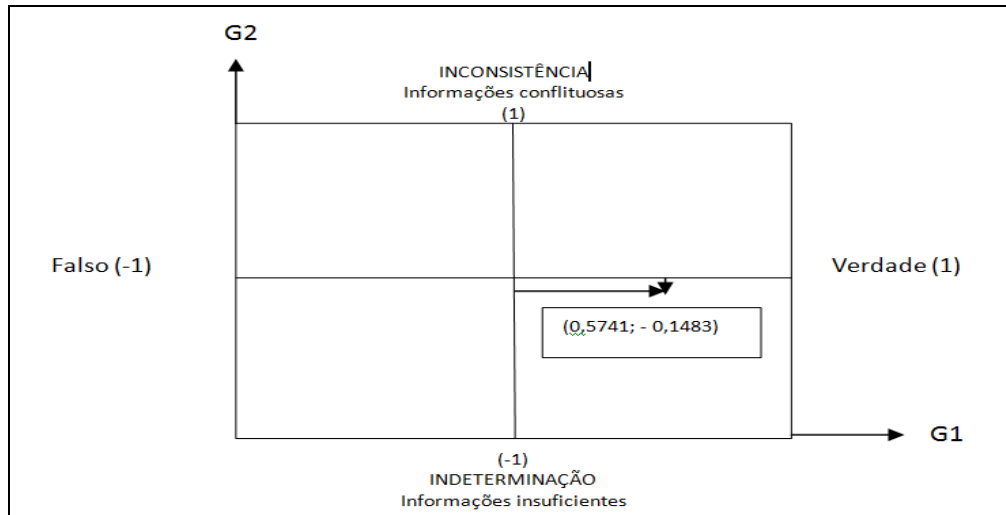 G2
INCONSISTÊNCIA
Informações conflituosas
(1)
Falso (-1)
Verdade (1)
(0,5741; - 0,1483)
G1
(-1)
INDETERMINAÇÃO
Informações insuficientes